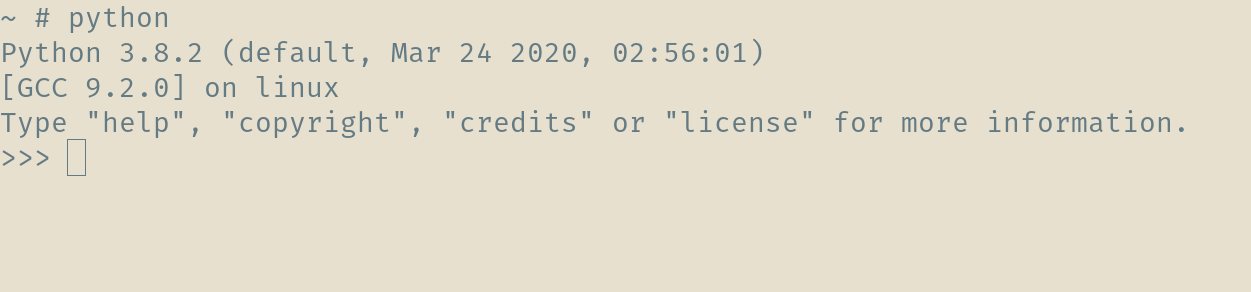 ~ # python
Python 3.8.2 (default, Mar 24 2020, 02:56:01)
[GCC 9.2.0] on linux
Type "help", "copyright", "credits" or "license" for more information.
>>>